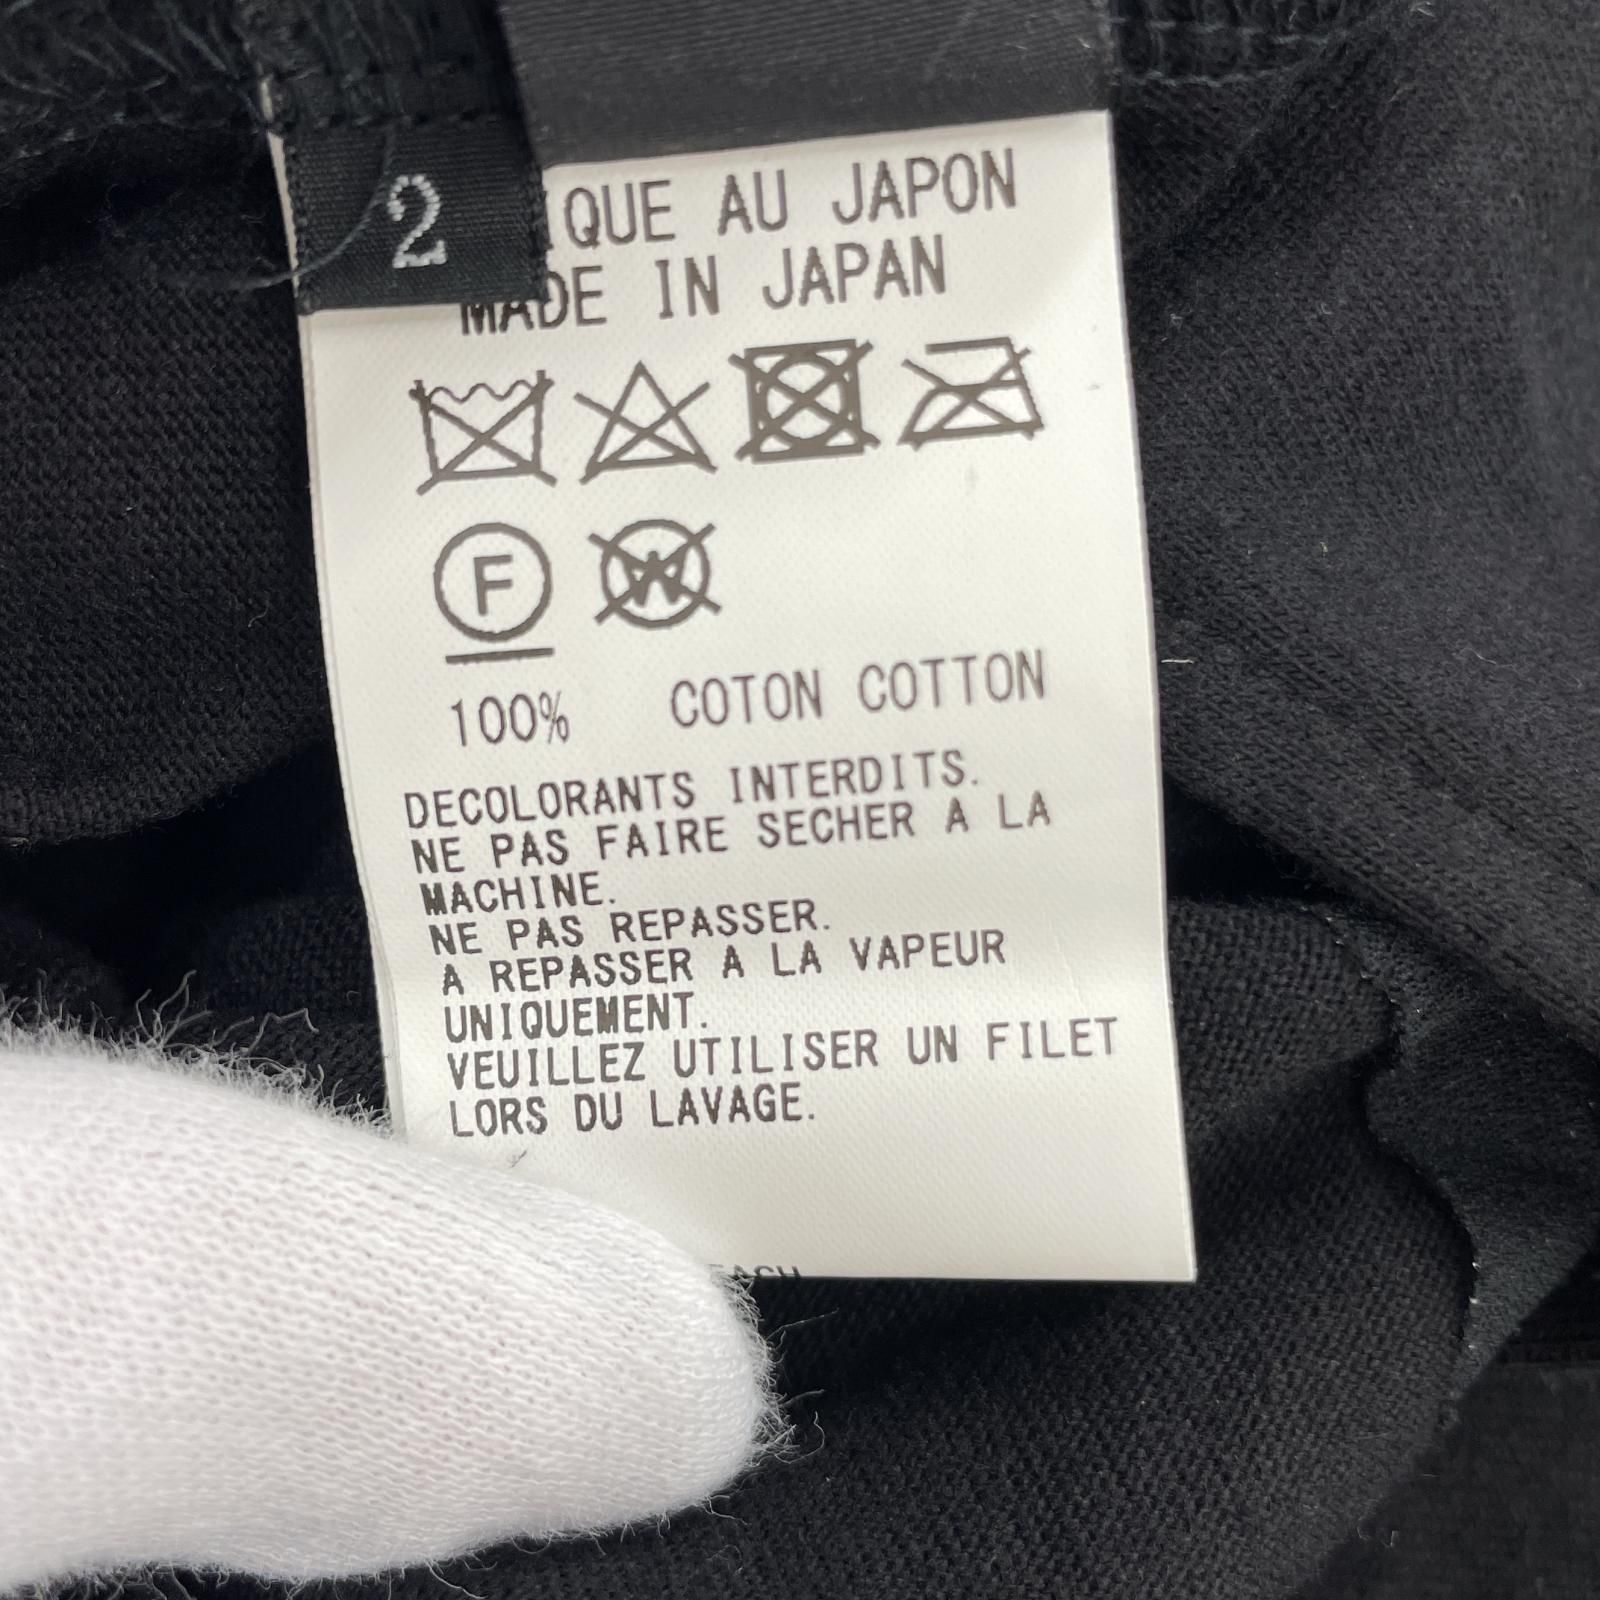 2
IQUE AU JAPON
MADE IN JAPAN
F
W
100% COTON COTTON
DECOLORANTS INTERDITS.
NE PAS FAIRE SECHER A LA
MACHINE.
NE PAS REPASSER.
A REPASSER A LA VAPEUR
UNIQUEMENT.
VEUILLEZ UTILISER UN FILET
LORS DU LAVAGE.